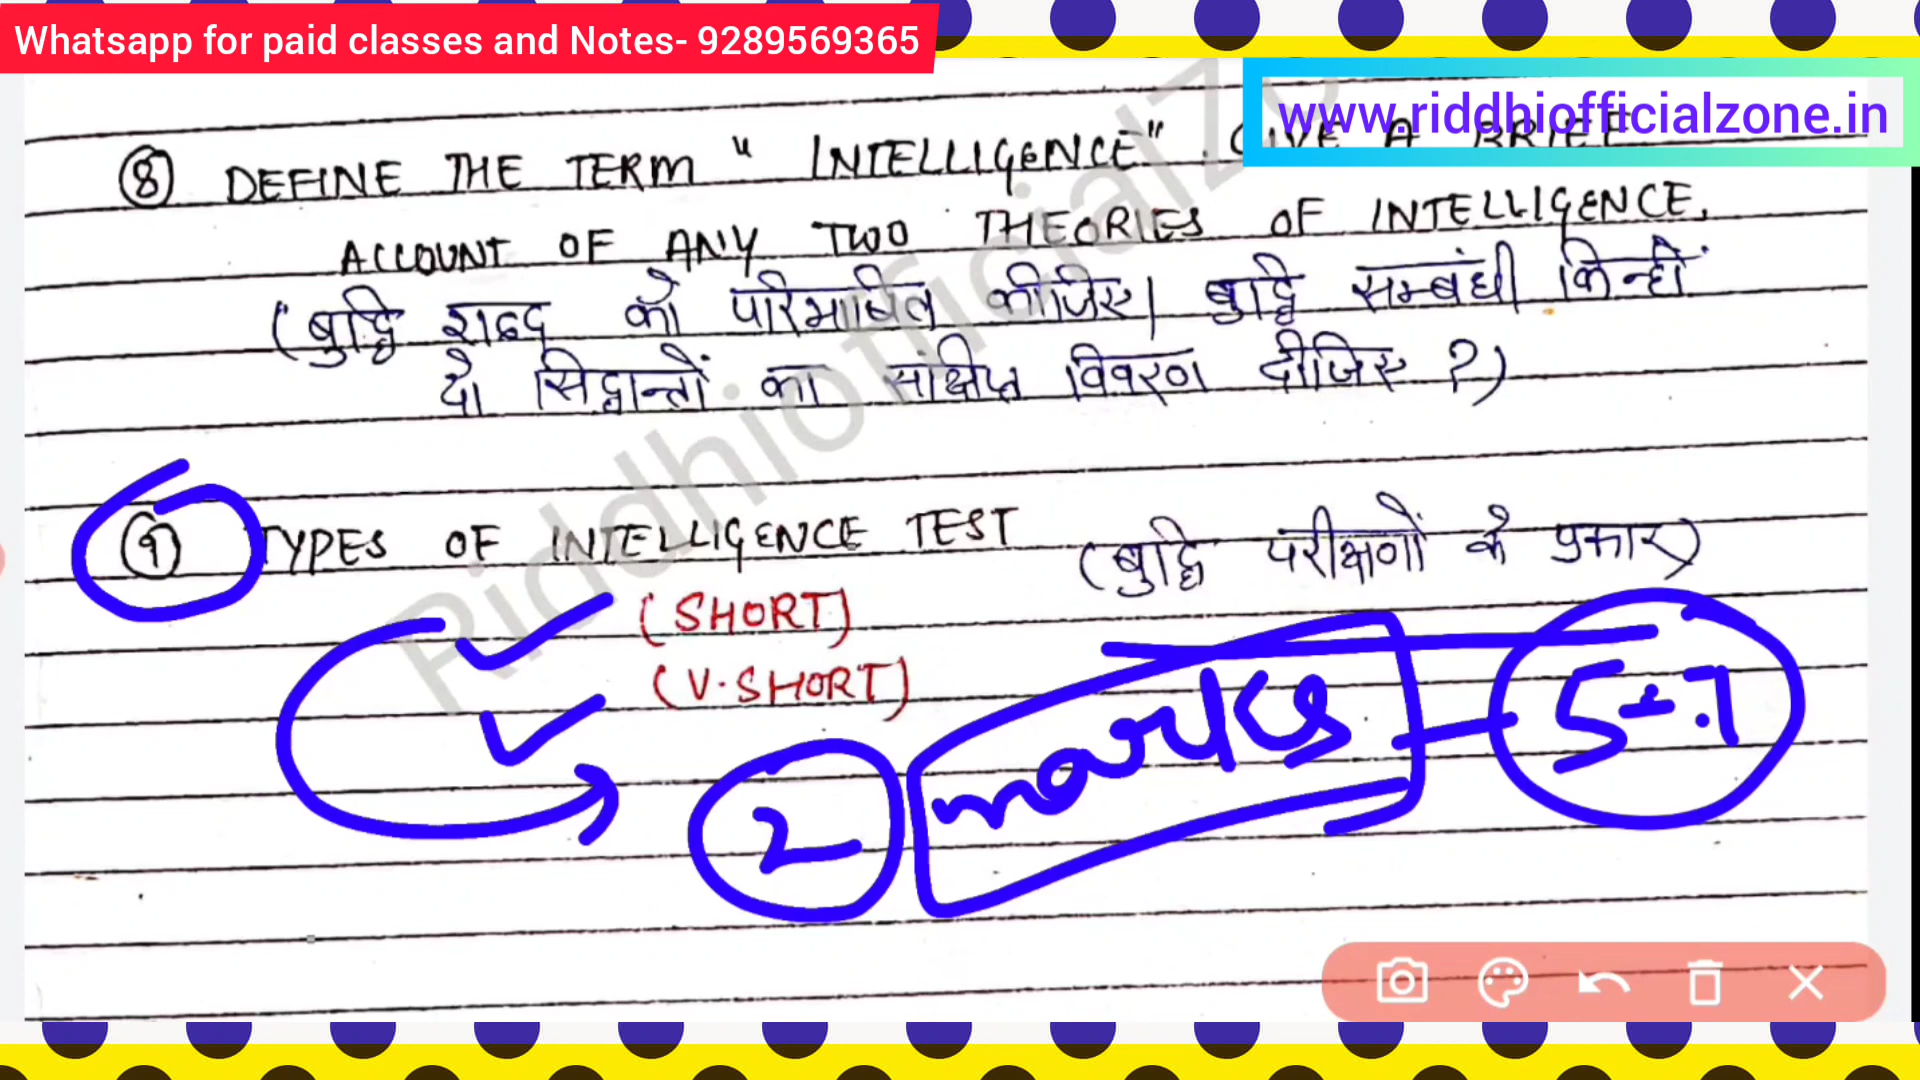 Whatsapp for paid classes and Notes- 9289569365
www.riddhiofficialzone.in
⑧ DEFINE THE TERM "INTELLIGENCE". GIVE A BRIEF
ACCOUNT OF ANY TWO THEORIES OF INTELLIGENCE.
(बुद्धि शब्द को परिभाषित कीजिए। बुद्धि सम्बंधी किन्हीं
दो सिद्धान्तों का संक्षिप्त विवरण दीजिए ?)
⑨ TYPES OF INTELLIGENCE TEST (बुद्धि परीक्षणों के प्रकार)
(SHORT)
(V.SHORT)
2 marks 5-7
Riddhiofficial